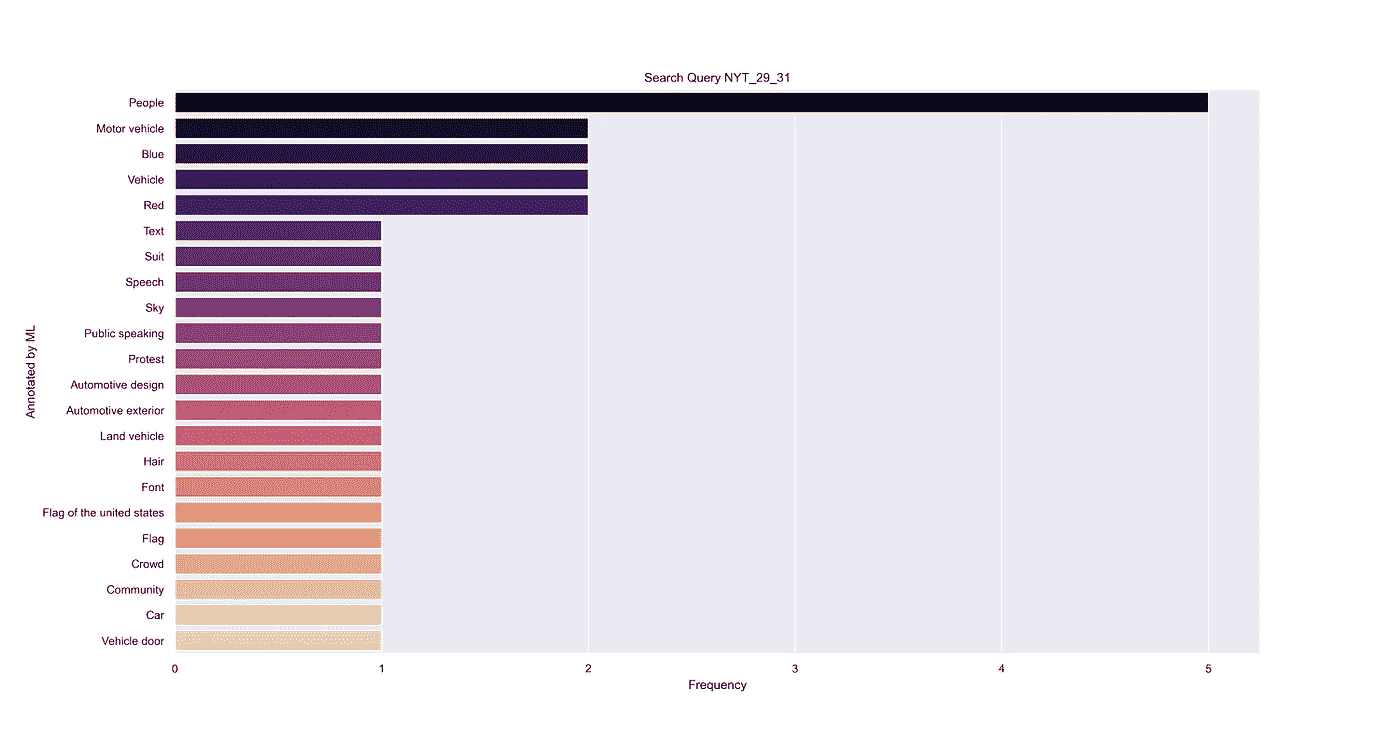 Search Query NYT_29_31
People
Motor vehicle
Blue
Vehicle
Red
Text
Suit
Speech
Sky
Public speaking
Protest
Automotive design
Automotive exterior
Land vehicle
Hair
Font
Flag of the united states
Flag
Crowd
Community
Car
Vehicle door
Annotated by ML
0 1 2 3 4 5
Frequency